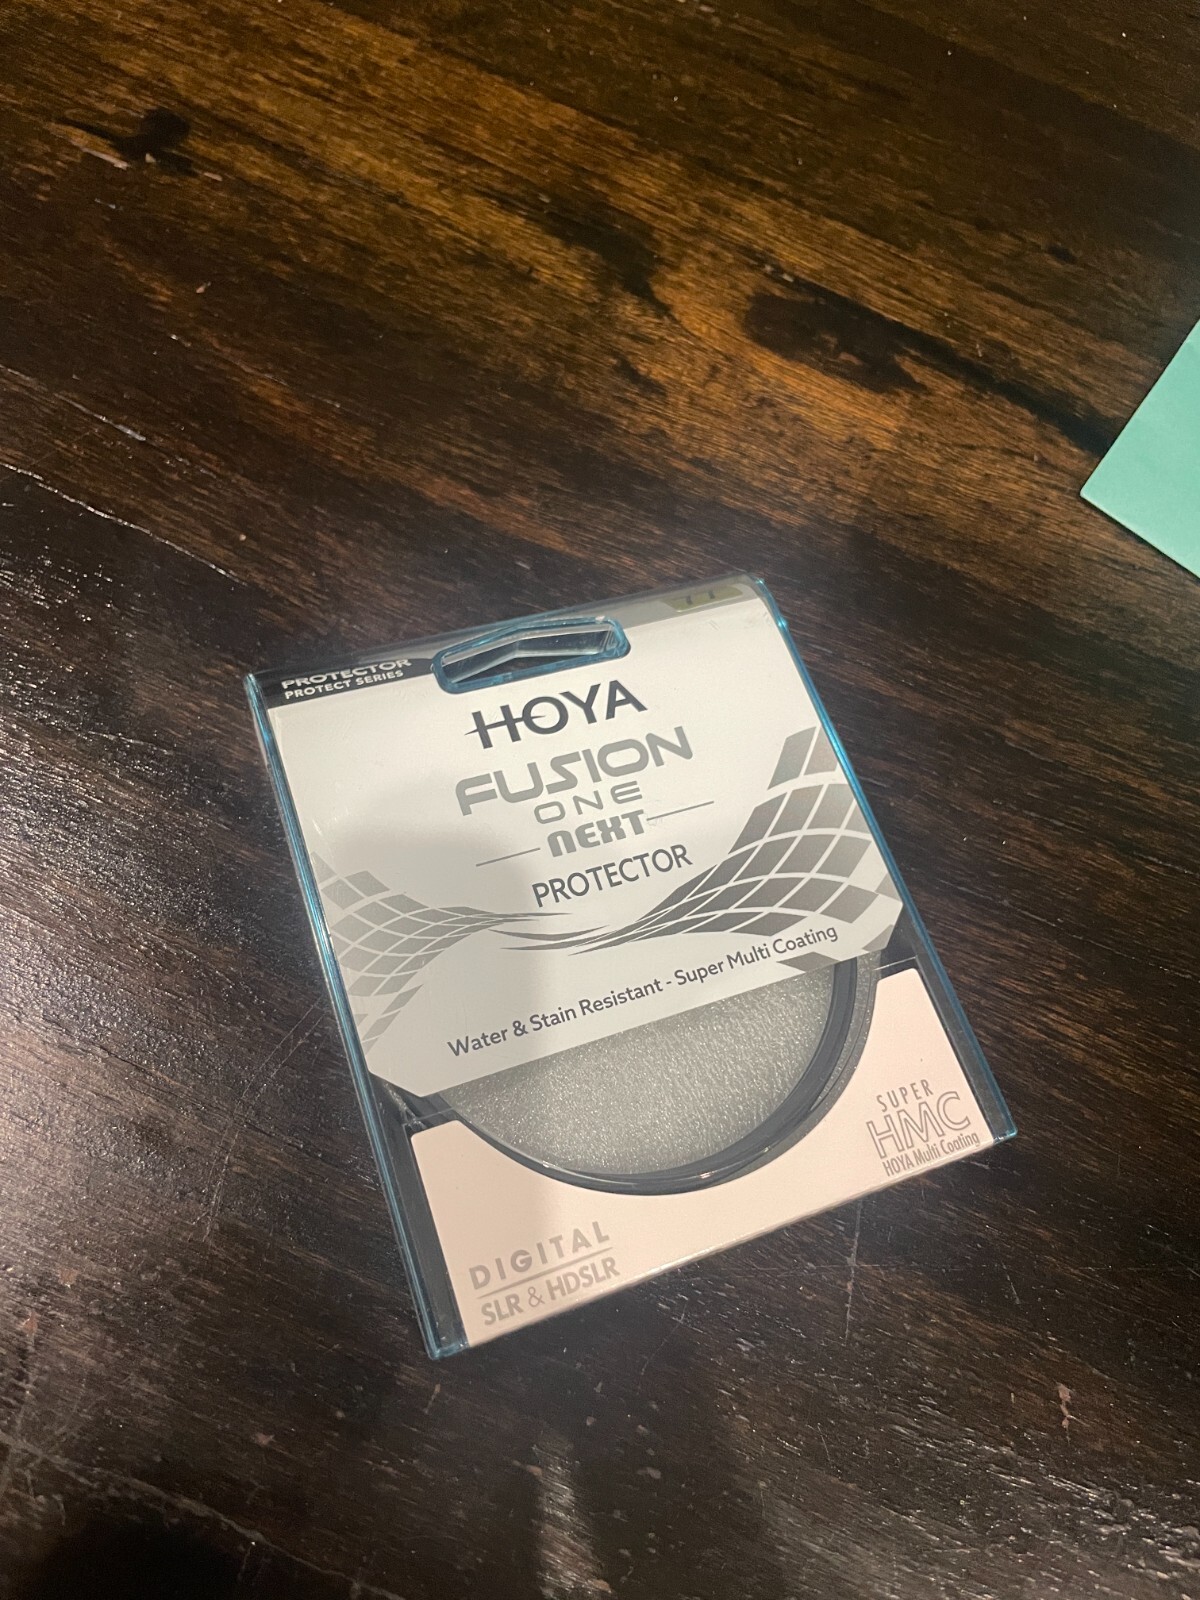 PROTECTOR
PROTECT SERIES
HOYA
FUSION
ONE
NEXT
PROTECTOR
Water & Stain Resistant - Super Multi Coating
SUPER
HMC
HOYA Multi Coating
DIGITAL
SLR & HDSLR